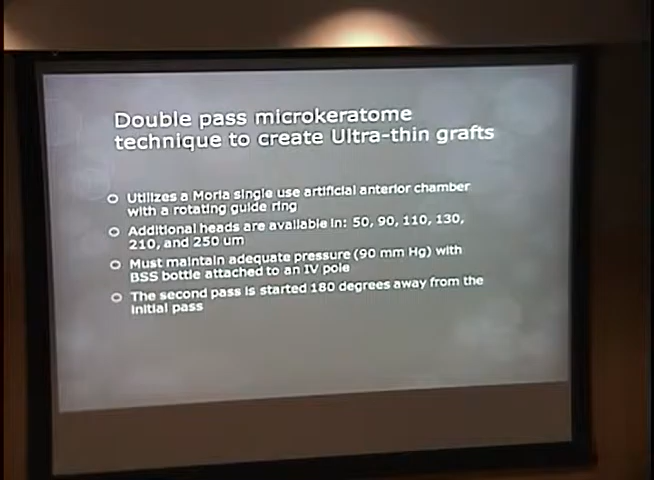 Double pass microkeratome
technique to create Ultra-thin grafts
Utilizes a Moria single use artificial anterior chamber
with a rotating guide ring
Additional heads are available in: 50, 90, 110, 130,
210, and 250 um
Must maintain adequate pressure (90 mm Hg) with
BSS bottle attached to an IV pole
The second pass is started 180 degrees away from the
initial pass